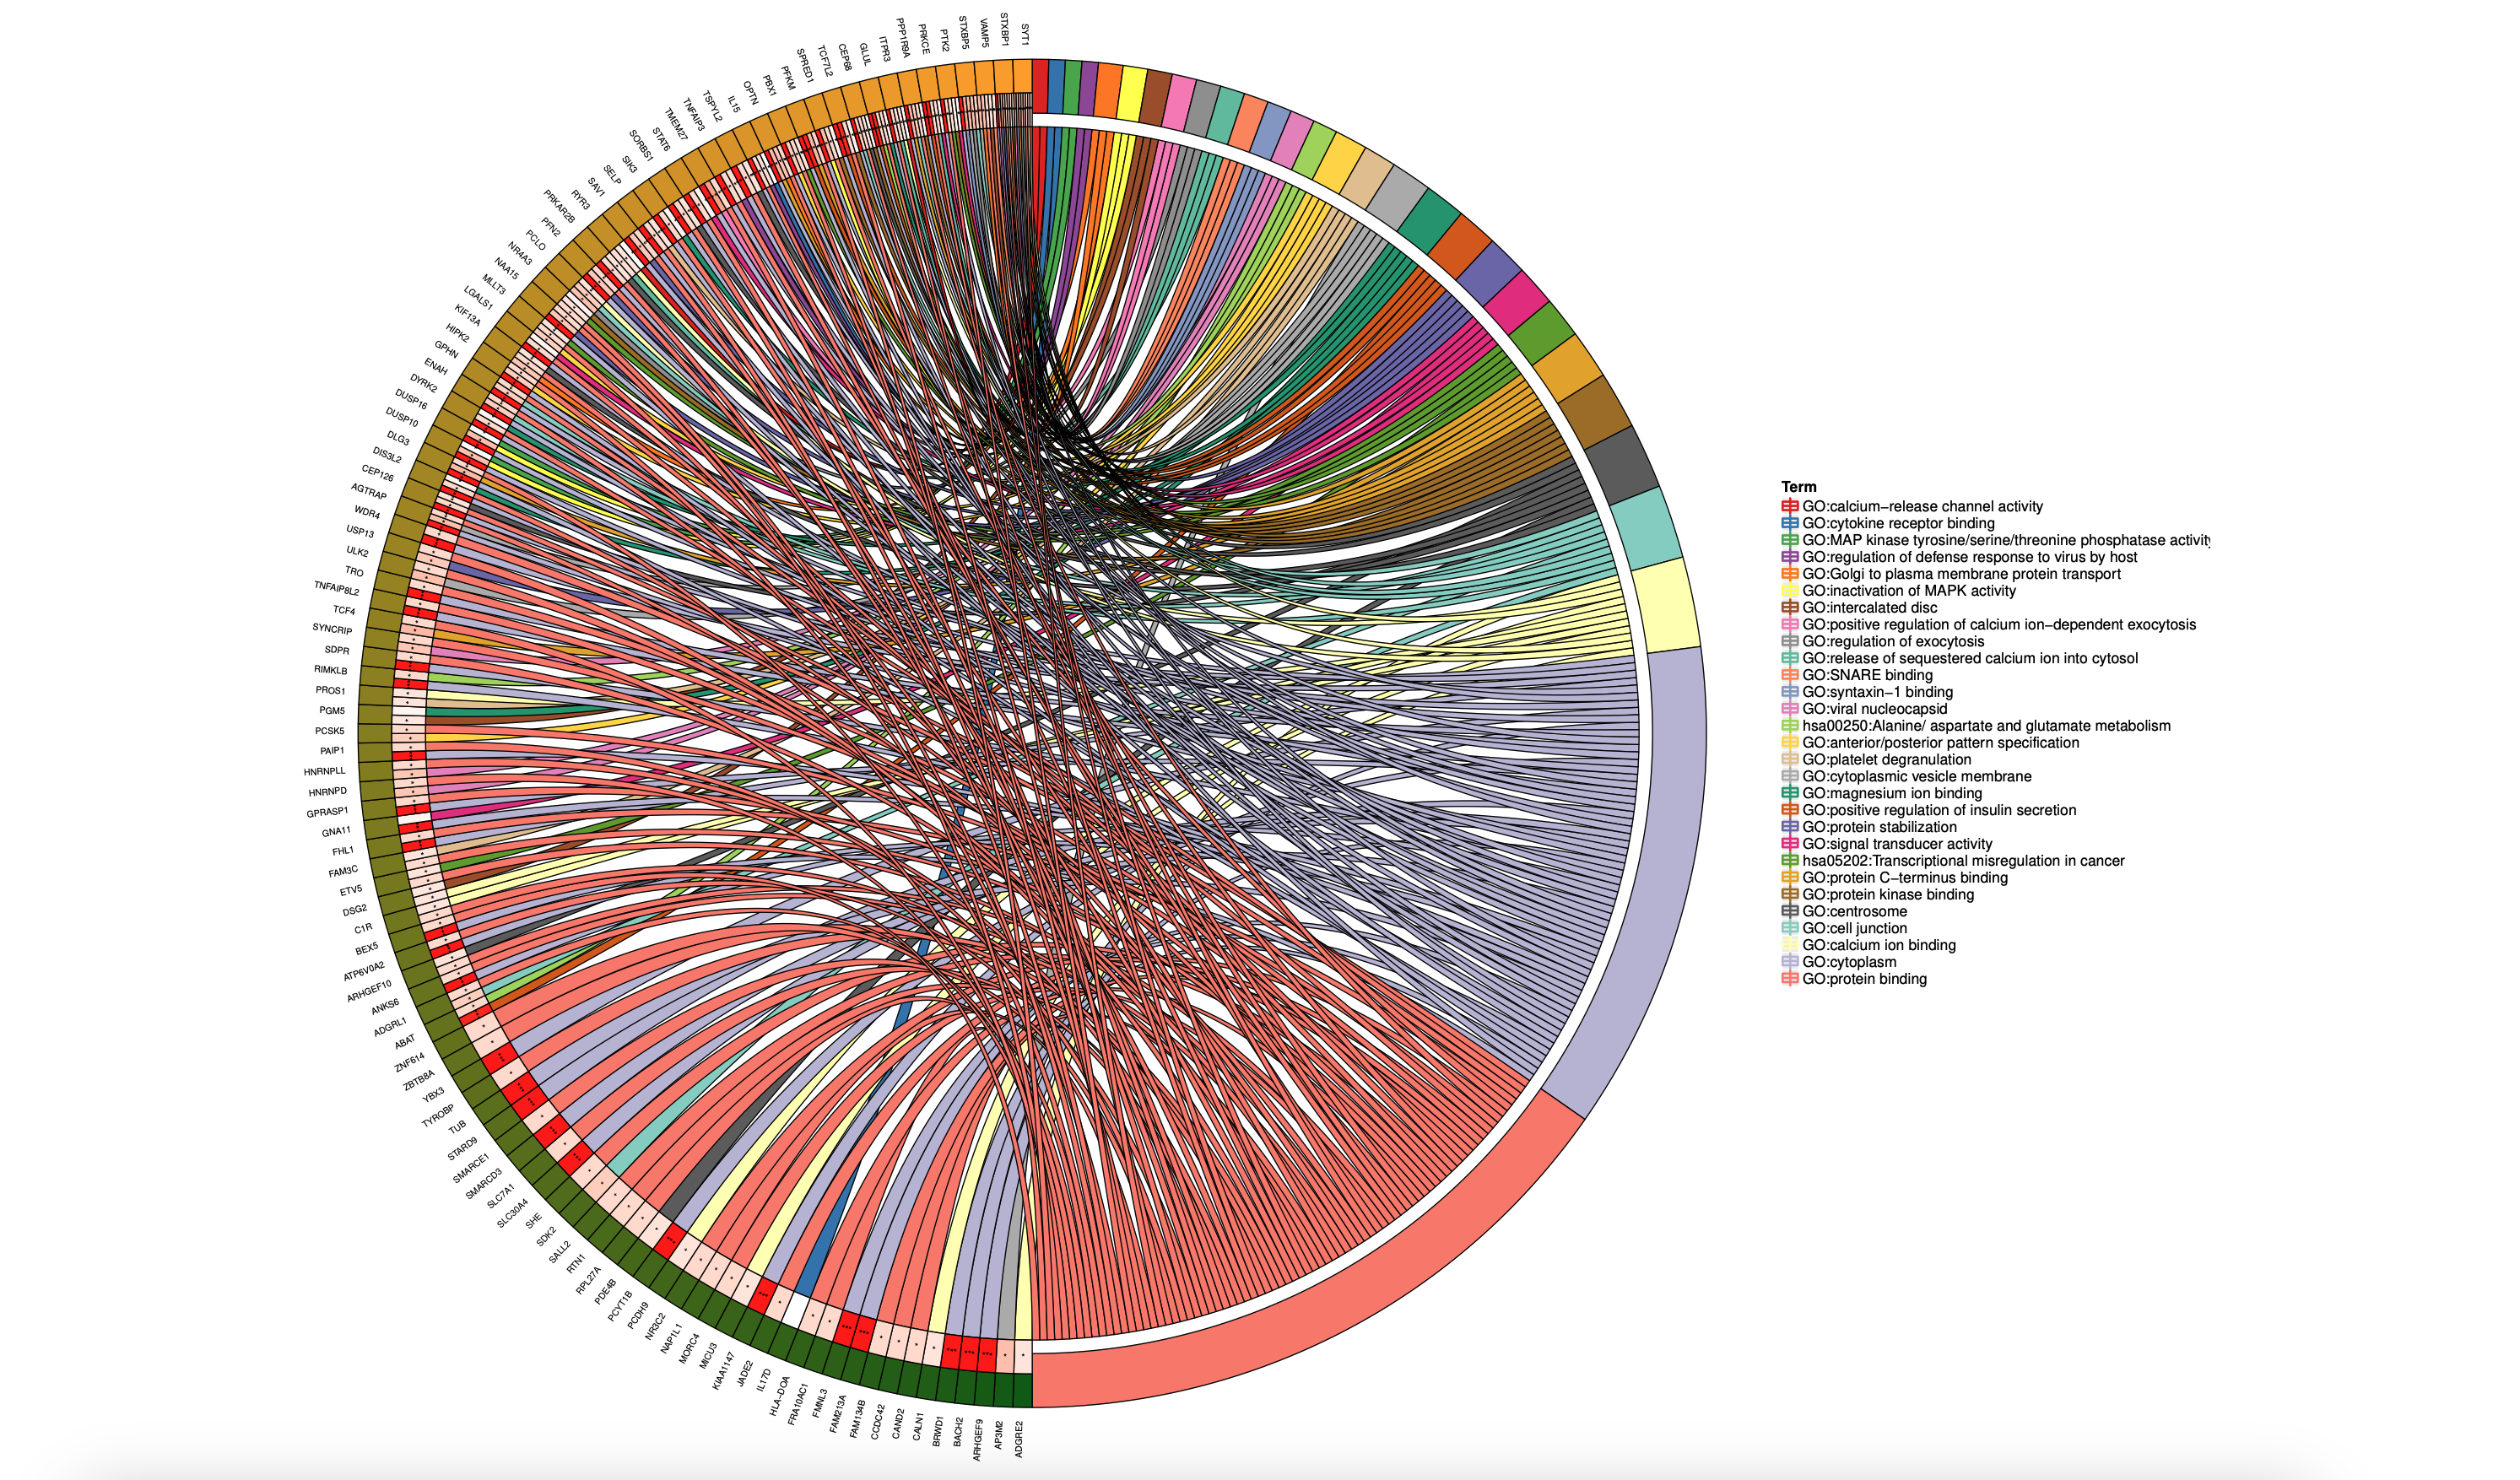 SYT1
STXBP1
VAMP5
STXBP5
PTK2
PRKCE
PPP1R9A
ITPR3
GLUL
CEP68
TCF7L2
SPRED1
PFKM
PBX1
OPTN
IL15
TSPYL2
TNFAIP3
TMEM27
STAT6
SORBS1
SIK3
SELP
SAV1
RYR3
PRKAR2B
PFN2
PCLO
NR4A3
NAA15
MLLT3
LGALS1
KIF13A
HIPK2
GPHN
ENAH
DYRK2
DUSP16
DUSP10
DLG3
DIS3L2
CEP126
AGTRAP
WDR4
USP13
ULK2
TRO
TNFAIP8L2
TCF4
SYNCRIP
SDPR
RIMKLB
PROS1
PGM5
PCSK5
PAIP1
HNRNPLL
HNRNPD
GPRASP1
GNA11
FHL1
FAM3C
ETV5
DSG2
C1R
BEX5
ATP6V0A2
ARHGEF10
ANKS6
ADGRL1
ABAT
ZNF614
ZBTB8A
YBX3
TYROBP
TUB
STARD9
SMARCE1
SMARCD3
SLC7A1
SLC30A4
SHE
SDK2
SALL2
RTN1
RPL27A
PDE4B
PCYT1B
PCDH9
NR3C2
NAP1L1
MORC4
MICU3
KIAA1147
JADE2
IL17D
HLA−DOA
FRA10AC1
FMNL3
FAM213A
FAM134B
CCDC42
CAND2
CALN1
BRWD1
BACH2
ARHGEF9
AP3M2
ADGRE2
Term
GO:calcium−release channel activity
GO:cytokine receptor binding
GO:MAP kinase tyrosine/serine/threonine phosphatase activity
GO:regulation of defense response to virus by host
GO:Golgi to plasma membrane protein transport
GO:inactivation of MAPK activity
GO:intercalated disc
GO:positive regulation of calcium ion−dependent exocytosis
GO:regulation of exocytosis
GO:release of sequestered calcium ion into cytosol
GO:SNARE binding
GO:syntaxin−1 binding
GO:viral nucleocapsid
hsa00250:Alanine/ aspartate and glutamate metabolism
GO:anterior/posterior pattern specification
GO:platelet degranulation
GO:cytoplasmic vesicle membrane
GO:magnesium ion binding
GO:positive regulation of insulin secretion
GO:protein stabilization
GO:signal transducer activity
hsa05202:Transcriptional misregulation in cancer
GO:protein C−terminus binding
GO:protein kinase binding
GO:centrosome
GO:cell junction
GO:calcium ion binding
GO:cytoplasm
GO:protein binding